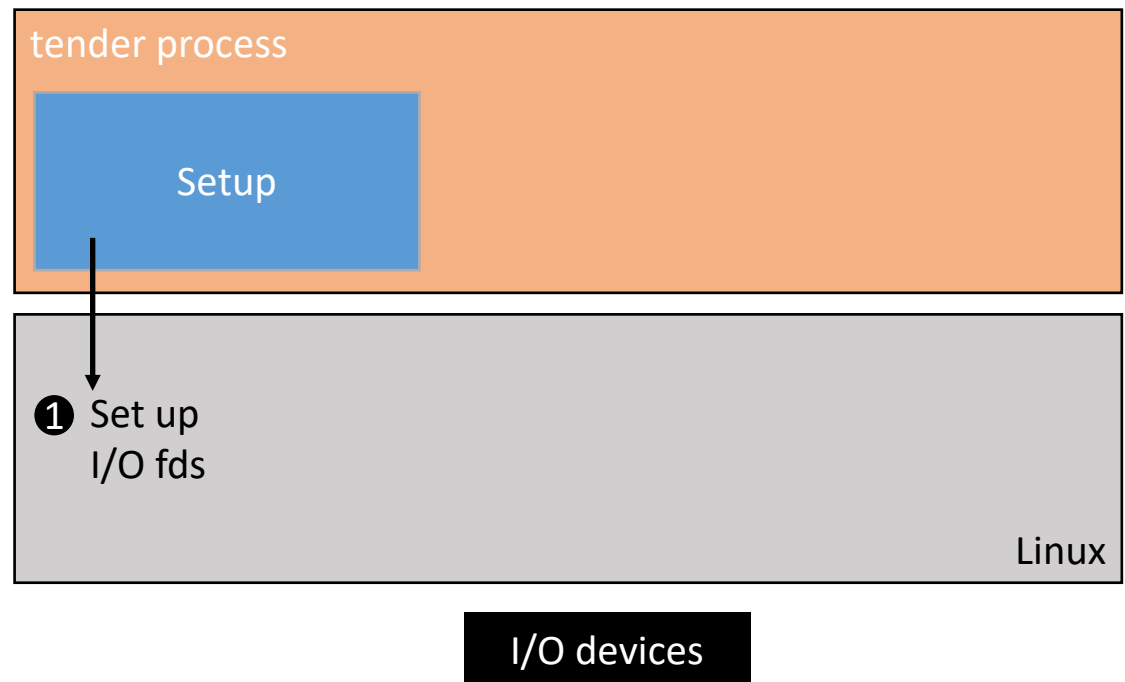 tender process
Setup
❶ Set up
I/O fds
Linux
I/O devices